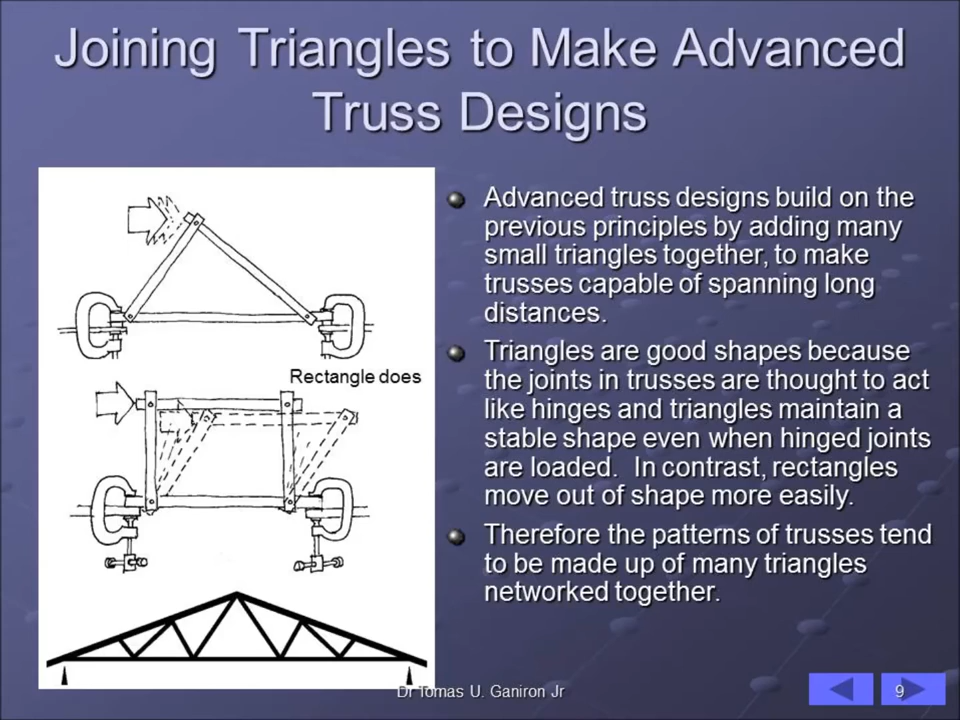 Joining Triangles to Make Advanced
Truss Designs
Rectangle does
Advanced truss designs build on the
previous principles by adding many
small triangles together, to make
trusses capable of spanning long
distances.
Triangles are good shapes because
the joints in trusses are thought to act
like hinges and triangles maintain a
stable shape even when hinged joints
are loaded.  In contrast, rectangles
move out of shape more easily.
Therefore the patterns of trusses tend
to be made up of many triangles
networked together.
Dr Tomas U. Ganiron Jr
9